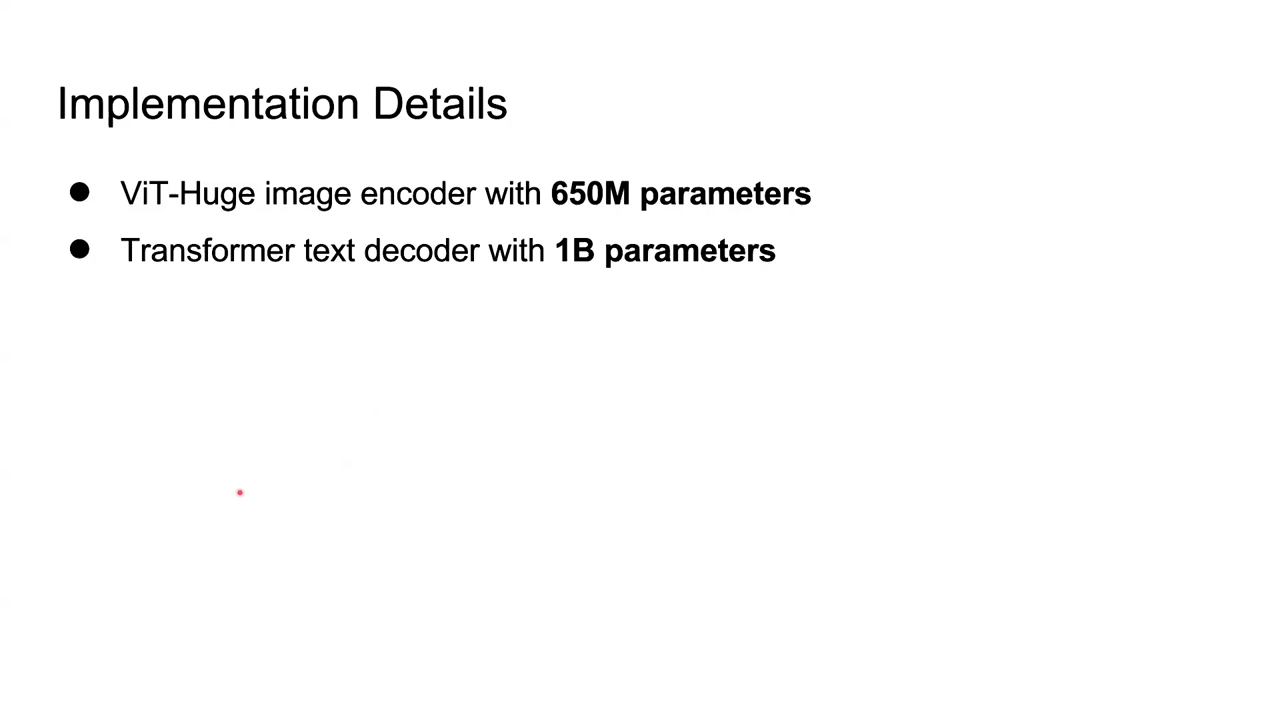 Implementation Details
● ViT-Huge image encoder with 650M parameters
● Transformer text decoder with 1B parameters